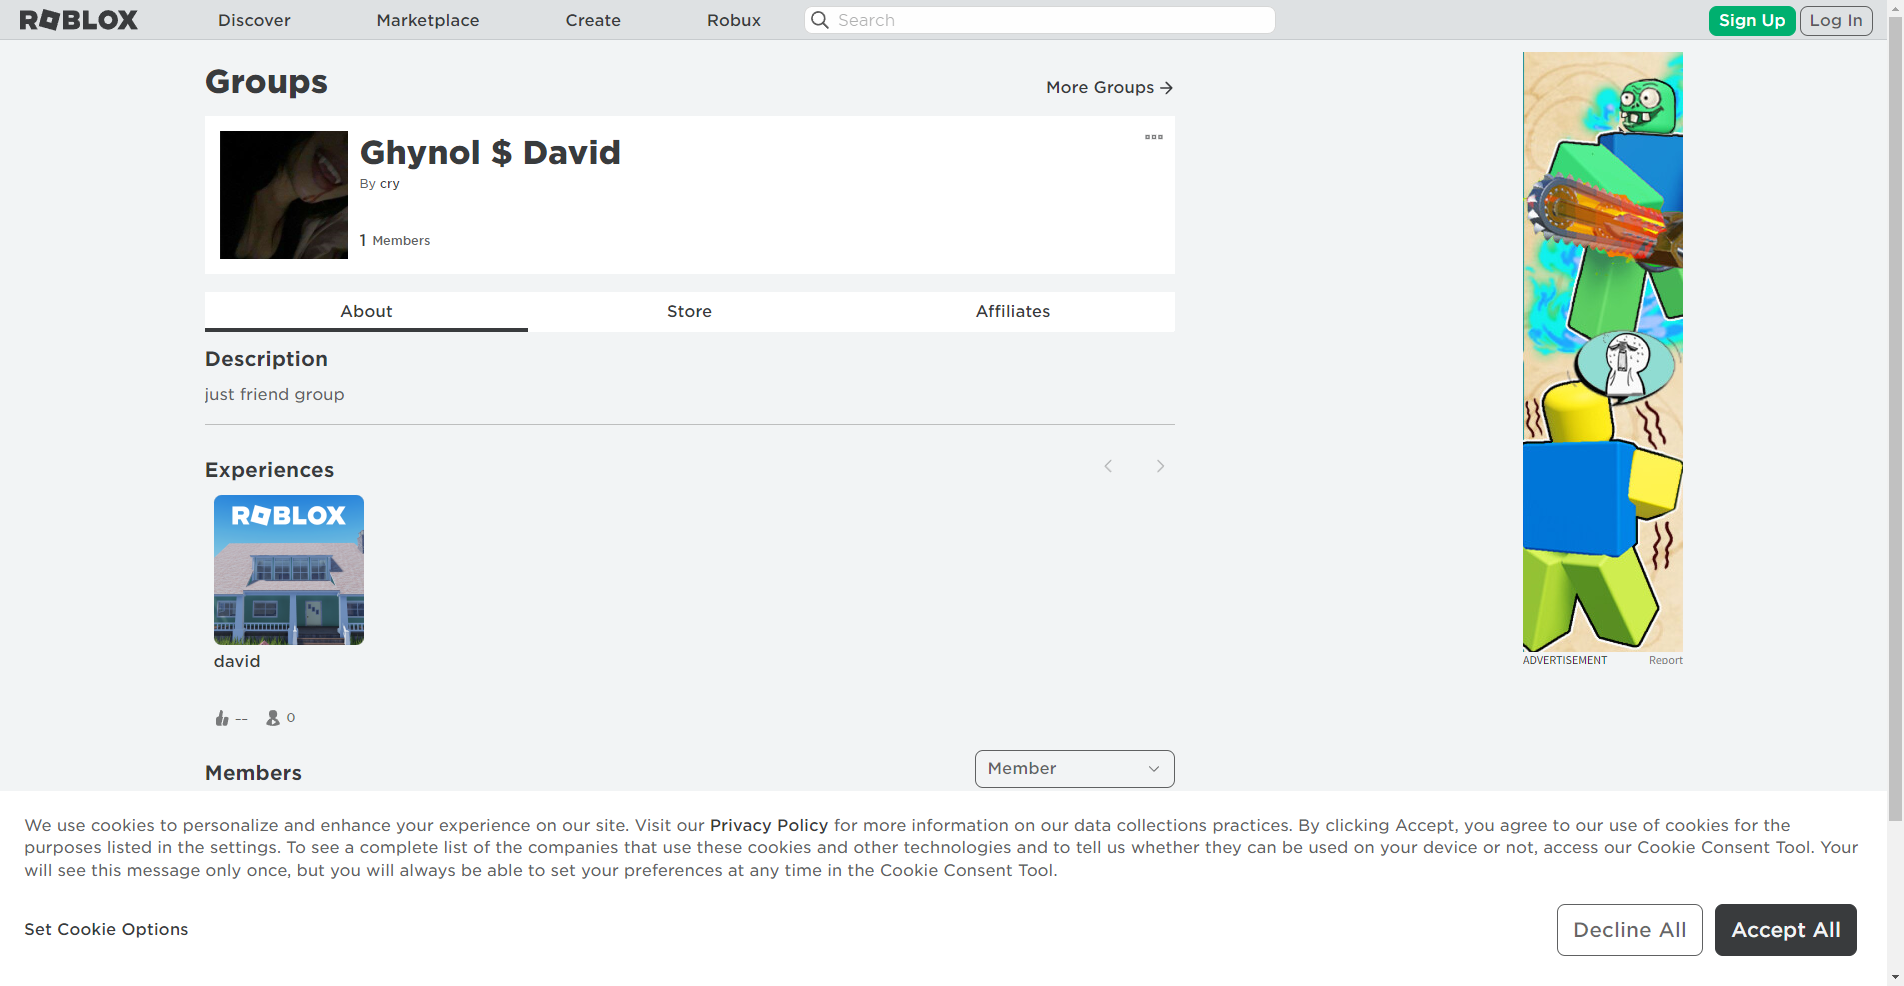 ROBLOX
Discover
Marketplace
Create
Robux
Search
Sign Up
Log In
Groups
More Groups
Ghynol $ David
By cry
1 Members
About
Store
Affiliates
Description
just friend group
Experiences
ROBLOX
david
--
0
ADVERTISEMENT
Report
Members
Member
We use cookies to personalize and enhance your experience on our site. Visit our Privacy Policy for more information on our data collections practices. By clicking Accept, you agree to our use of cookies for the
purposes listed in the settings. To see a complete list of the companies that use these cookies and other technologies and to tell us whether they can be used on your device or not, access our Cookie Consent Tool. Your
will see this message only once, but you will always be able to set your preferences at any time in the Cookie Consent Tool.
Set Cookie Options
Decline All
Accept All